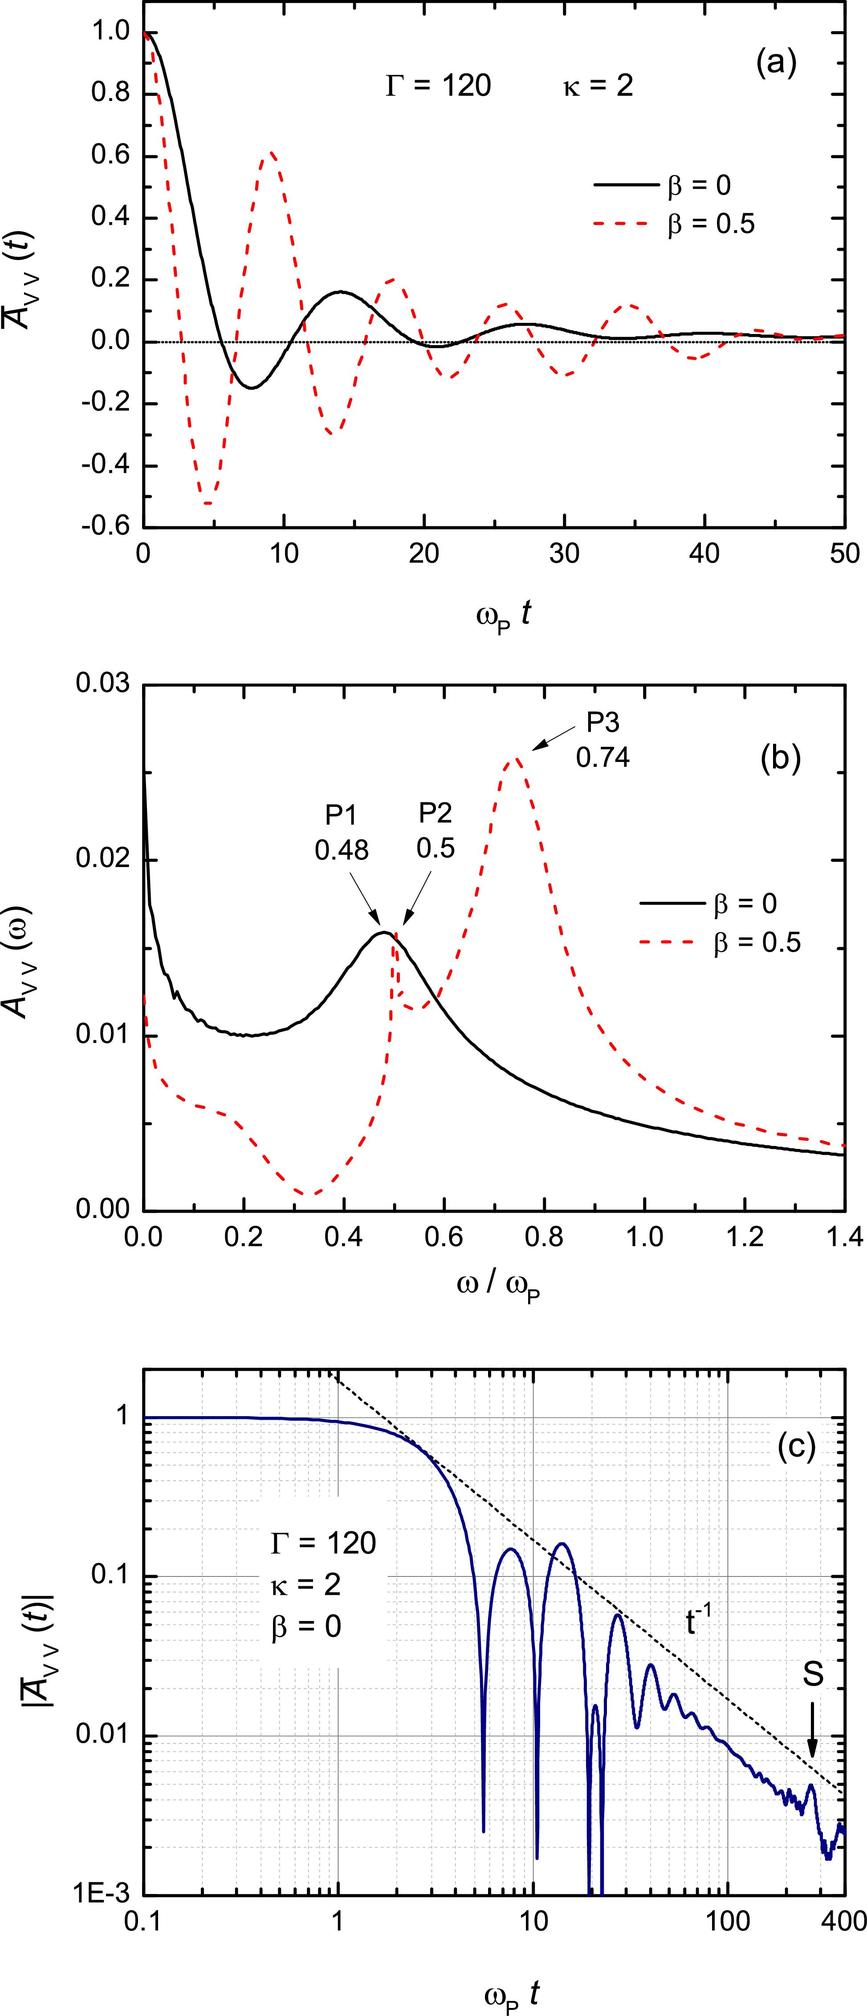 1.0
0.8
0.6
0.4
0.2
0.0
-0.2
-0.4
-0.6
A̅VV (t)
(a)
Γ = 120 κ = 2
β = 0
β = 0.5
0 10 20 30 40 50
ωP t
0.03
0.02
0.01
0.00
AVV (ω)
(b)
P1
0.48
P2
0.5
P3
0.74
β = 0
β = 0.5
0.0 0.2 0.4 0.6 0.8 1.0 1.2 1.4
ω / ωP
1
0.1
0.01
1E-3
|A̅VV (t)|
(c)
Γ = 120
κ = 2
β = 0
t-1
S
0.1 1 10 100 400
ωP t